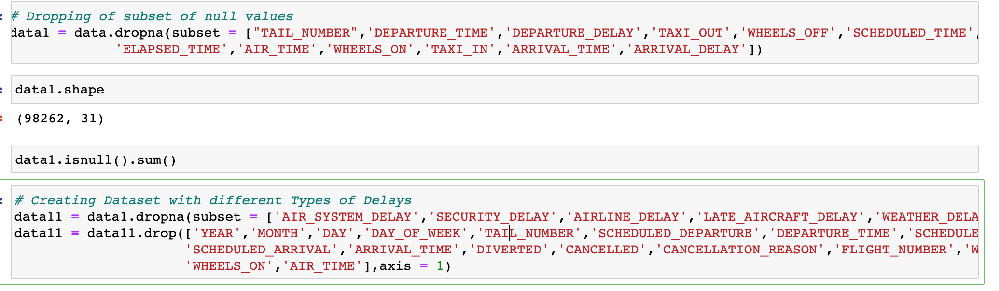 # Dropping of subset of null values
data1 = data.dropna(subset = ["TAIL_NUMBER",'DEPARTURE_TIME','DEPARTURE_DELAY','TAXI_OUT','WHEELS_OFF','SCHEDULED_TIME',
'ELAPSED_TIME','AIR_TIME','WHEELS_ON','TAXI_IN','ARRIVAL_TIME','ARRIVAL_DELAY'])
data1.shape
(98262, 31)
data1.isnull().sum()
# Creating Dataset with different Types of Delays
data11 = data1.dropna(subset = ['AIR_SYSTEM_DELAY','SECURITY_DELAY','AIRLINE_DELAY','LATE_AIRCRAFT_DELAY','WEATHER_DELA
data11 = data11.drop(['YEAR','MONTH','DAY','DAY_OF_WEEK','TAIL_NUMBER','SCHEDULED_DEPARTURE','DEPARTURE_TIME','SCHEDULE
'SCHEDULED_ARRIVAL','ARRIVAL_TIME','DIVERTED','CANCELLED','CANCELLATION_REASON','FLIGHT_NUMBER','W
'WHEELS_ON','AIR_TIME'],axis = 1)